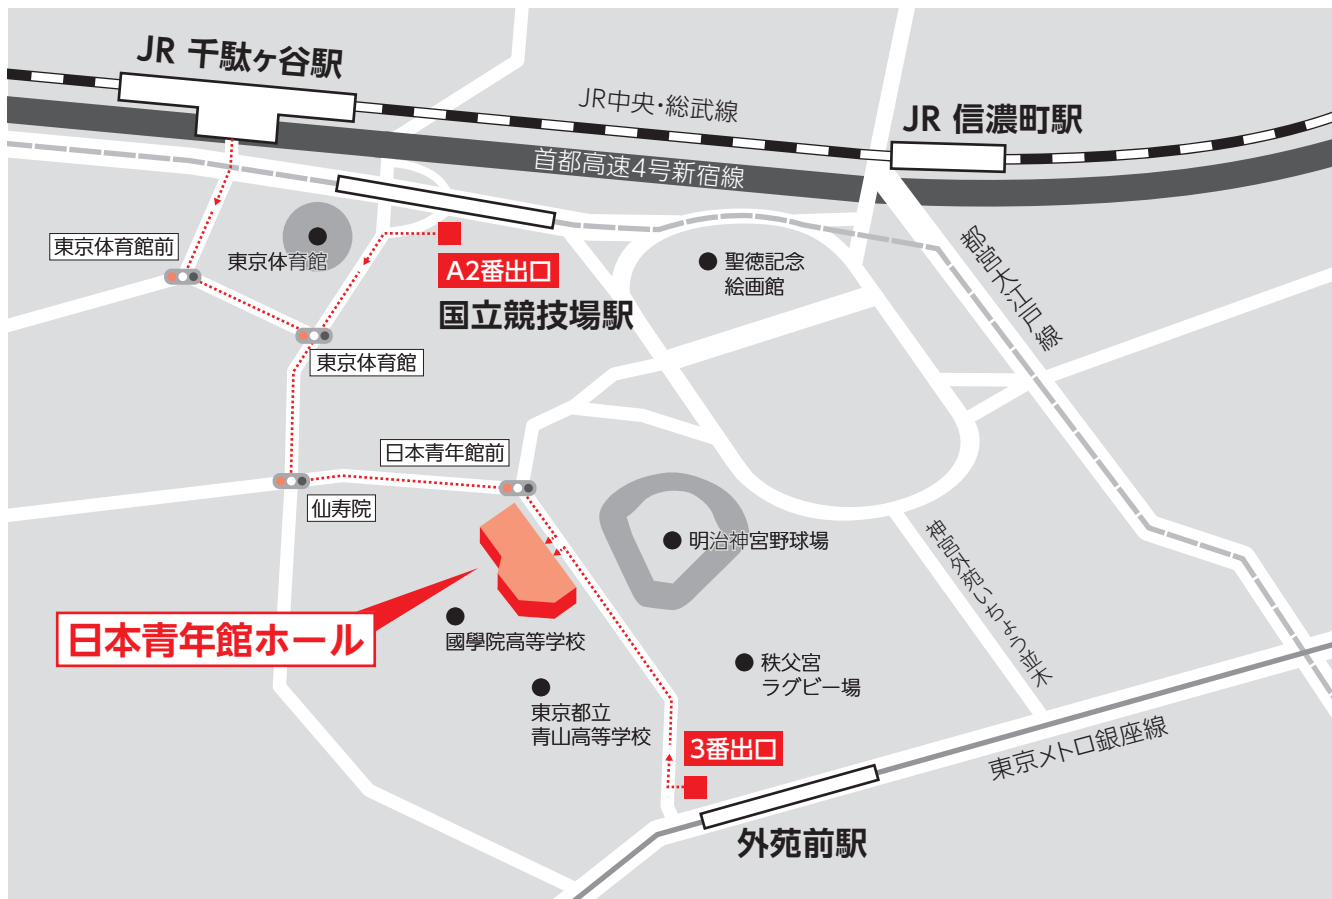 JR 千駄ヶ谷駅
JR中央・総武線
JR 信濃町駅
首都高速4号新宿線
東京体育館前
東京体育館
A2番出口
国立競技場駅
聖徳記念
絵画館
都営大江戸線
東京体育館
日本青年館前
仙寿院
明治神宮野球場
神宮外苑いちょう並木
日本青年館ホール
國學院高等学校
秩父宮
ラグビー場
東京都立
青山高等学校
3番出口
東京メトロ銀座線
外苑前駅